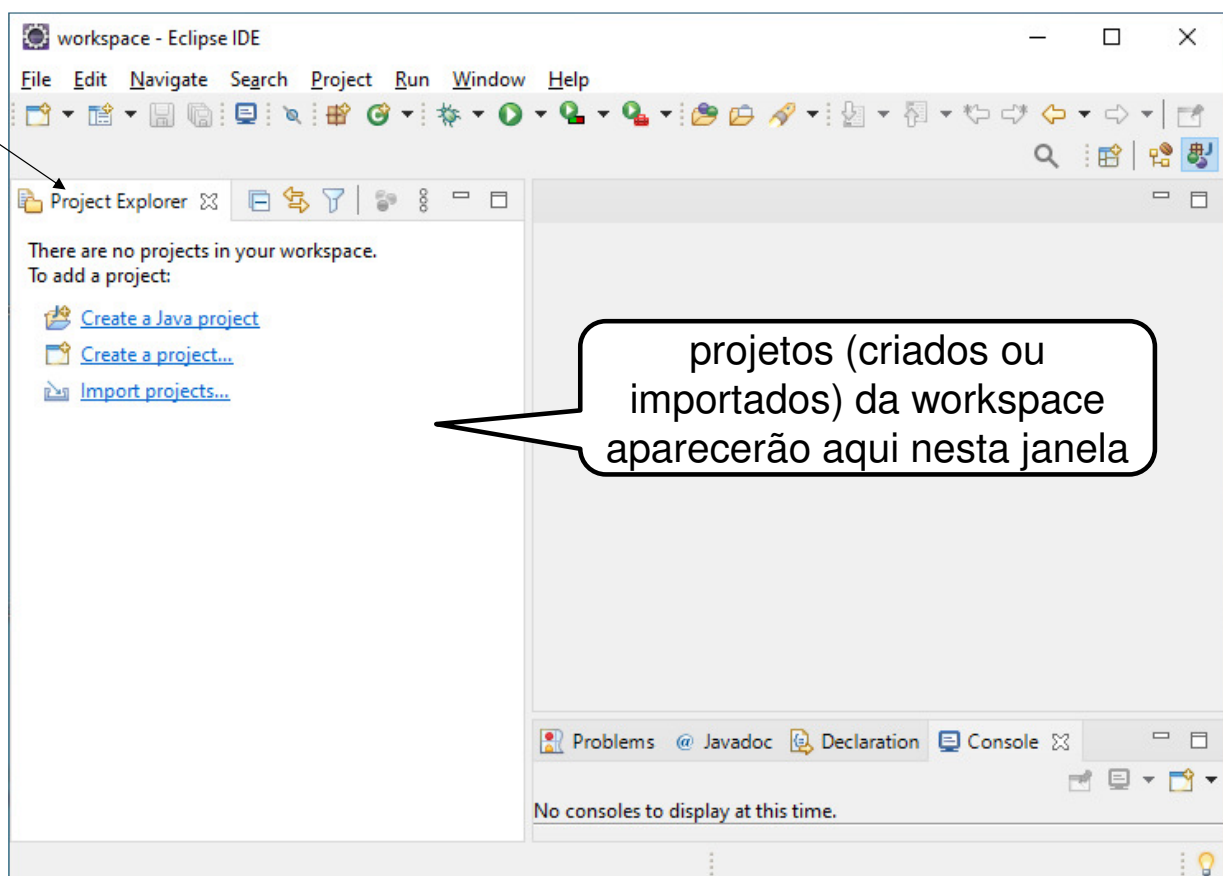 workspace - Eclipse IDE
File Edit Navigate Search Project Run Window Help
Project Explorer
There are no projects in your workspace.
To add a project:
Create a Java project
Create a project...
Import projects...
projetos (criados ou
importados) da workspace
aparecerão aqui nesta janela
Problems @ Javadoc Declaration Console
No consoles to display at this time.